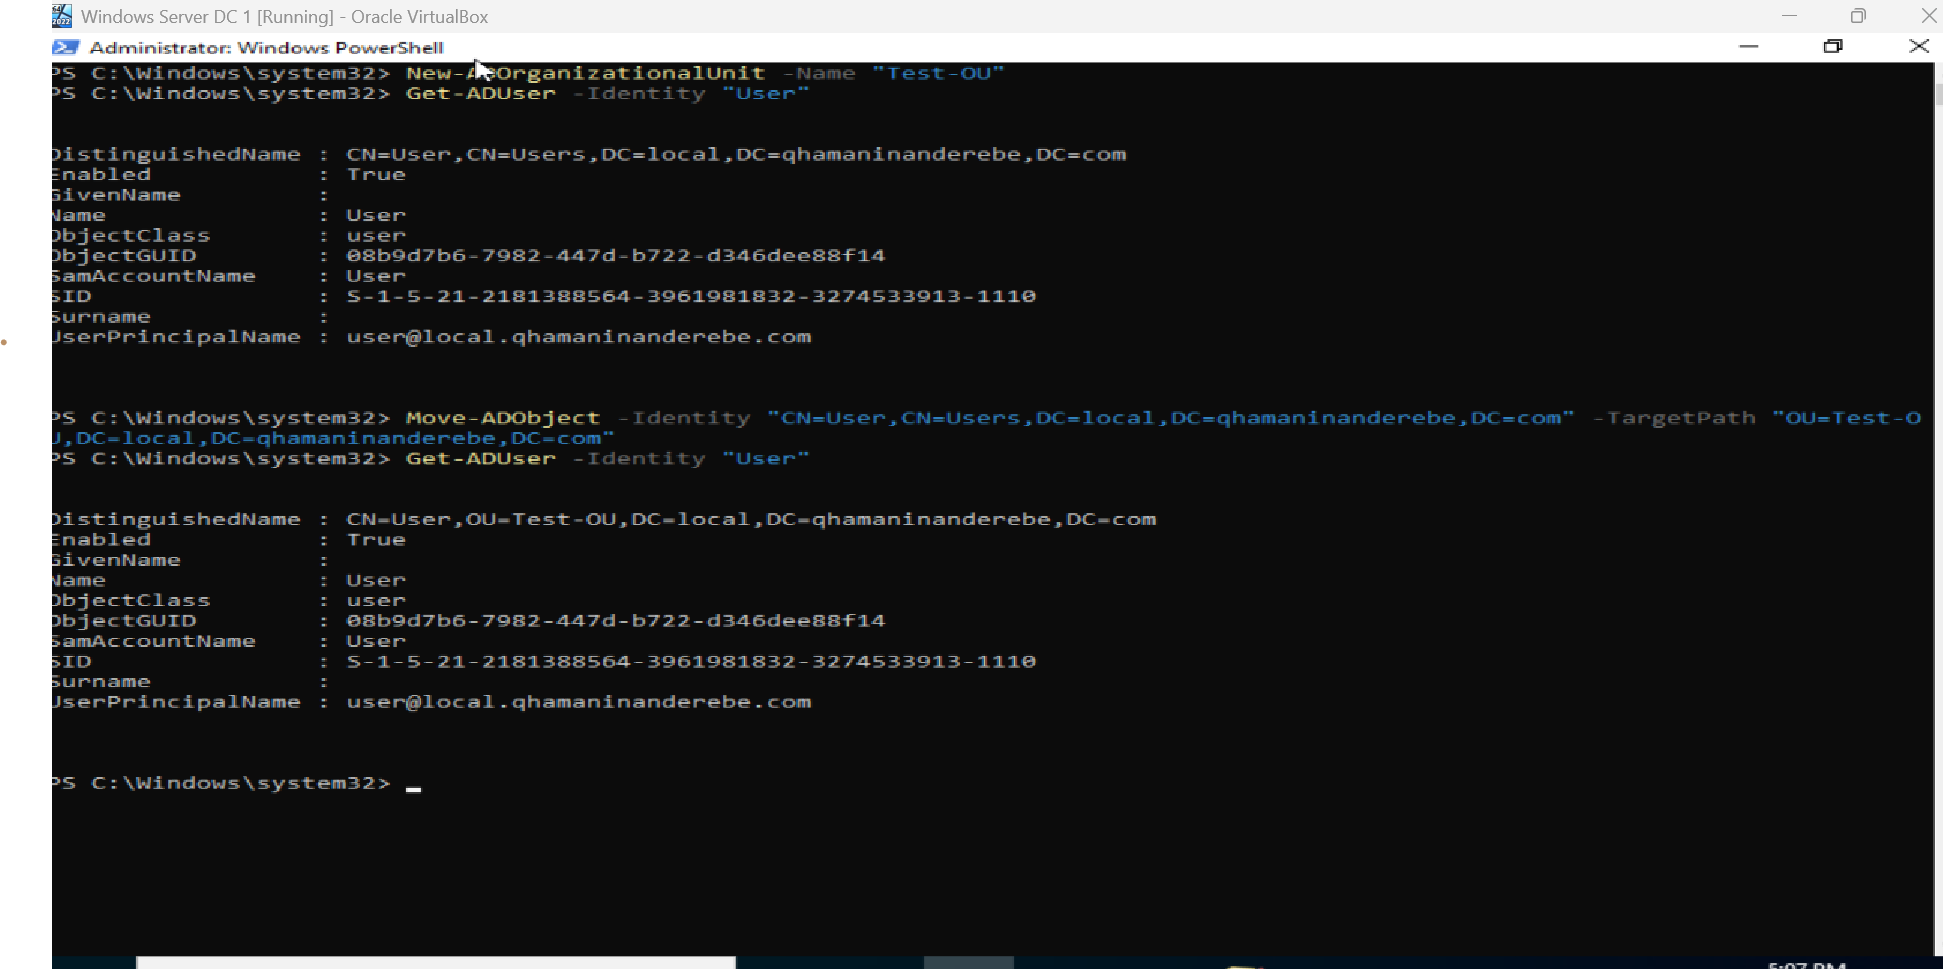 Windows Server DC 1 [Running] - Oracle VirtualBox
Administrator: Windows PowerShell
PS C:\Windows\system32> New-ADOrganizationalUnit -Name "Test-OU"
PS C:\Windows\system32> Get-ADUser -Identity "User"
DistinguishedName : CN=User,CN=Users,DC=local,DC=qhamaninanderebe,DC=com
Enabled : True
GivenName :
Name : User
ObjectClass : user
ObjectGUID : 08b9d7b6-7982-447d-b722-d346dee88f14
SamAccountName : User
SID : S-1-5-21-2181388564-3961981832-3274533913-1110
Surname :
UserPrincipalName : user@local.qhamaninanderebe.com
PS C:\Windows\system32> Move-ADObject -Identity "CN=User,CN=Users,DC=local,DC=qhamaninanderebe,DC=com" -TargetPath "OU=Test-O
U,DC=local,DC=qhamaninanderebe,DC=com"
PS C:\Windows\system32> Get-ADUser -Identity "User"
DistinguishedName : CN=User,OU=Test-OU,DC=local,DC=qhamaninanderebe,DC=com
Enabled : True
GivenName :
Name : User
ObjectClass : user
ObjectGUID : 08b9d7b6-7982-447d-b722-d346dee88f14
SamAccountName : User
SID : S-1-5-21-2181388564-3961981832-3274533913-1110
Surname :
UserPrincipalName : user@local.qhamaninanderebe.com
PS C:\Windows\system32>
5:07 PM